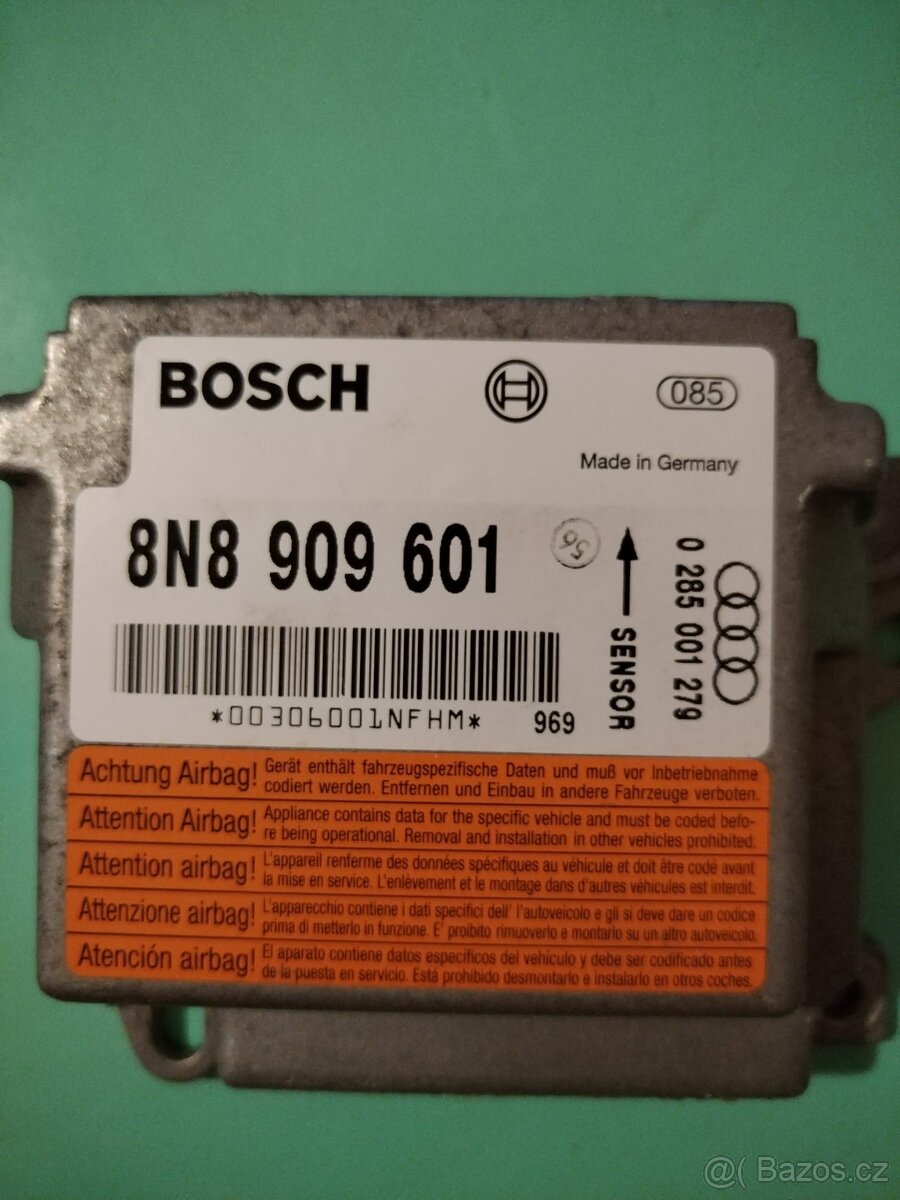 BOSCH
085
Made in Germany
8N8 909 601
56
SENSOR
0 285 001 279
*00306001NFHM*
969
Achtung Airbag! Gerät enthält fahrzeugspezifische Daten und muß vor Inbetriebnahme
codiert werden. Entfernen und Einbau in andere Fahrzeuge verboten.
Attention Airbag! Appliance contains data for the specific vehicle and must be coded befo-
re being operational. Removal and installation in other vehicles prohibited.
Attention airbag! L'appareil renferme des données spécifiques au véhicule et doit être codé avant
la mise en service. L'enlèvement et le montage dans d'autres véhicules est interdit.
Attenzione airbag! L'apparecchio contiene i dati specifici dell' l'autoveicolo e gli si deve dare un codice
prima di metterlo in funzione. E' proibito rimuoverlo e montarlo su un altro autoveicolo.
Atención airbag! El aparato contiene datos específicos del vehículo y debe ser codificado antes
de la puesta en servicio. Está prohibido desmontarlo e instalarlo en otros coches.
@( Bazos.cz